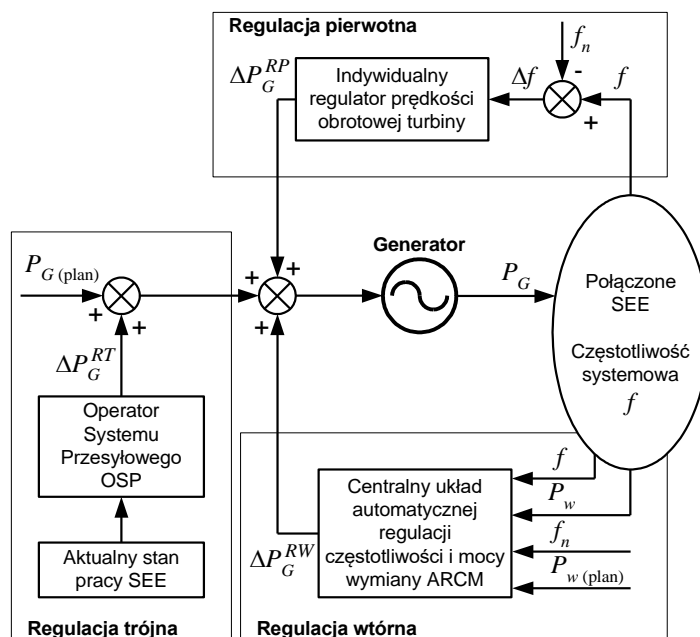 Regulacja pierwotna
f_n
ΔP_G^{RP}
Indywidualny
regulator prędkości
obrotowej turbiny
Δf
-
f
+
Generator
P_{G (plan)}
+
+
+
+
+
P_G
Połączone
SEE
Częstotliwość
systemowa
f
ΔP_G^{RT}
Operator
Systemu
Przesyłowego
OSP
Aktualny stan
pracy SEE
Regulacja trójna
ΔP_G^{RW}
Centralny układ
automatycznej
regulacji
częstotliwości i mocy
wymiany ARCM
f
P_w
f_n
P_{w (plan)}
Regulacja wtórna